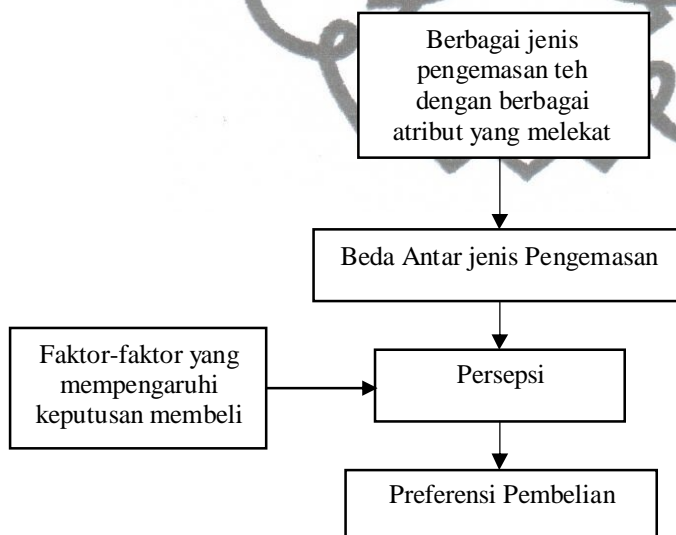 Berbagai jenis
pengemasan teh
dengan berbagai
atribut yang melekat
Beda Antar jenis Pengemasan
Faktor-faktor yang
mempengaruhi
keputusan membeli
Persepsi
Preferensi Pembelian